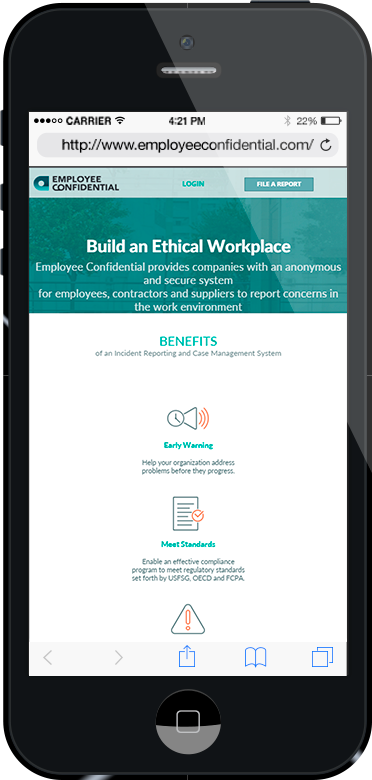 CARRIER 4:21 PM 22%
http://www.employeeconfidential.com/
EMPLOYEE
CONFIDENTIAL
LOGIN
FILE A REPORT
Build an Ethical Workplace
Employee Confidential provides companies with an anonymous
and secure system
for employees, contractors and suppliers to report concerns in
the work environment
BENEFITS
of an Incident Reporting and Case Management System
Early Warning
Help your organization address
problems before they progress.
Meet Standards
Enable an effective compliance
program to meet regulatory standards
set forth by USFSG, OECD and FCPA.